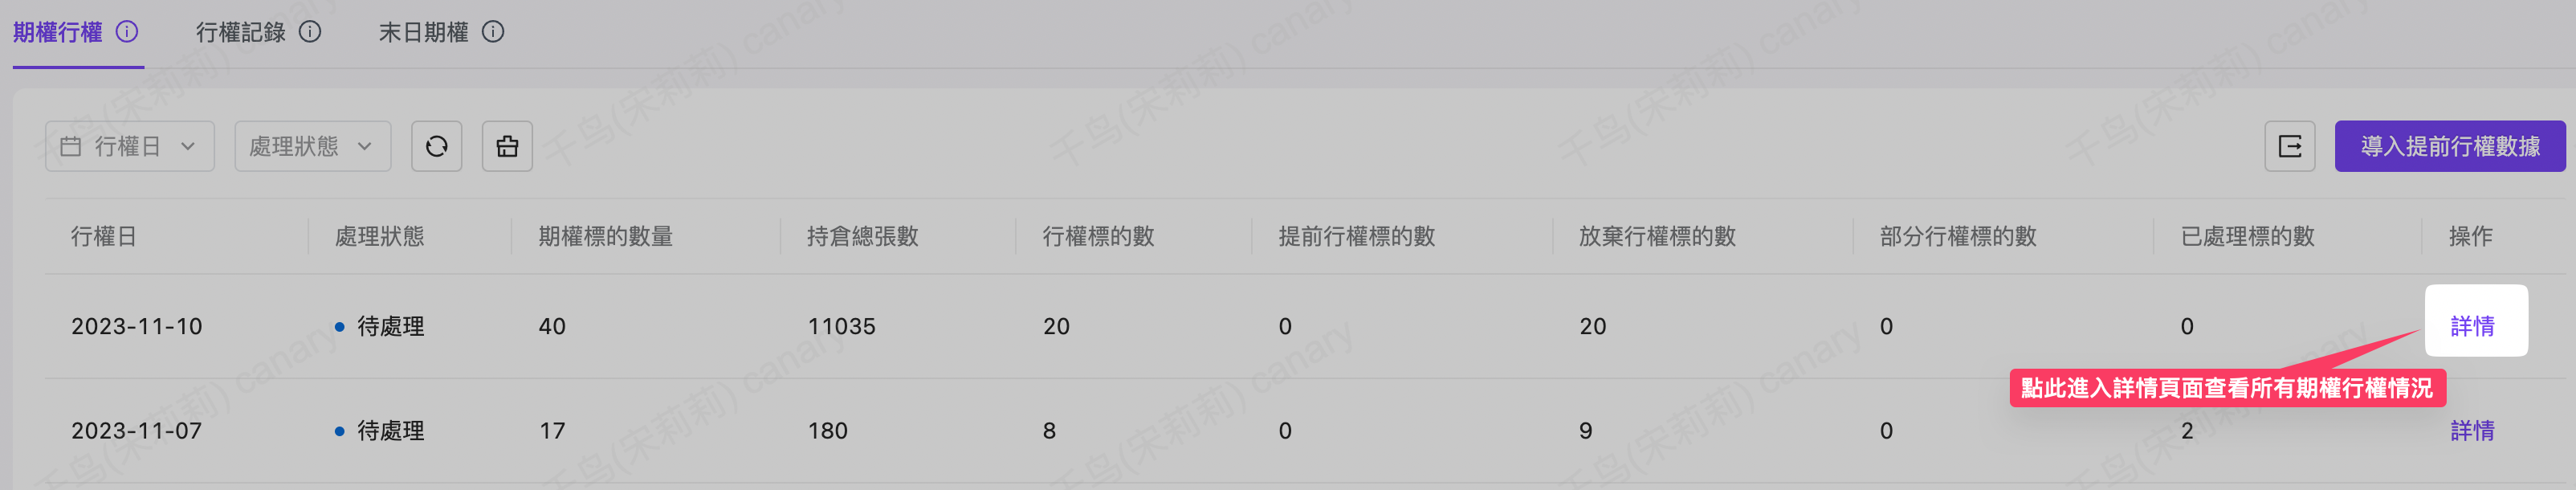 期權行權 行權記錄 末日期權
行權日 處理狀態 導入提前行權數據
行權日 處理狀態 期權標的數量 持倉總張數 行權標的數 提前行權標的數 放棄行權標的數 部分行權標的數 已處理標的數 操作
2023-11-10 待處理 40 11035 20 0 20 0 0 詳情
點此進入詳情頁面查看所有期權行權情況
2023-11-07 待處理 17 180 8 0 9 0 2 詳情
千鸟(宋莉莉) canary